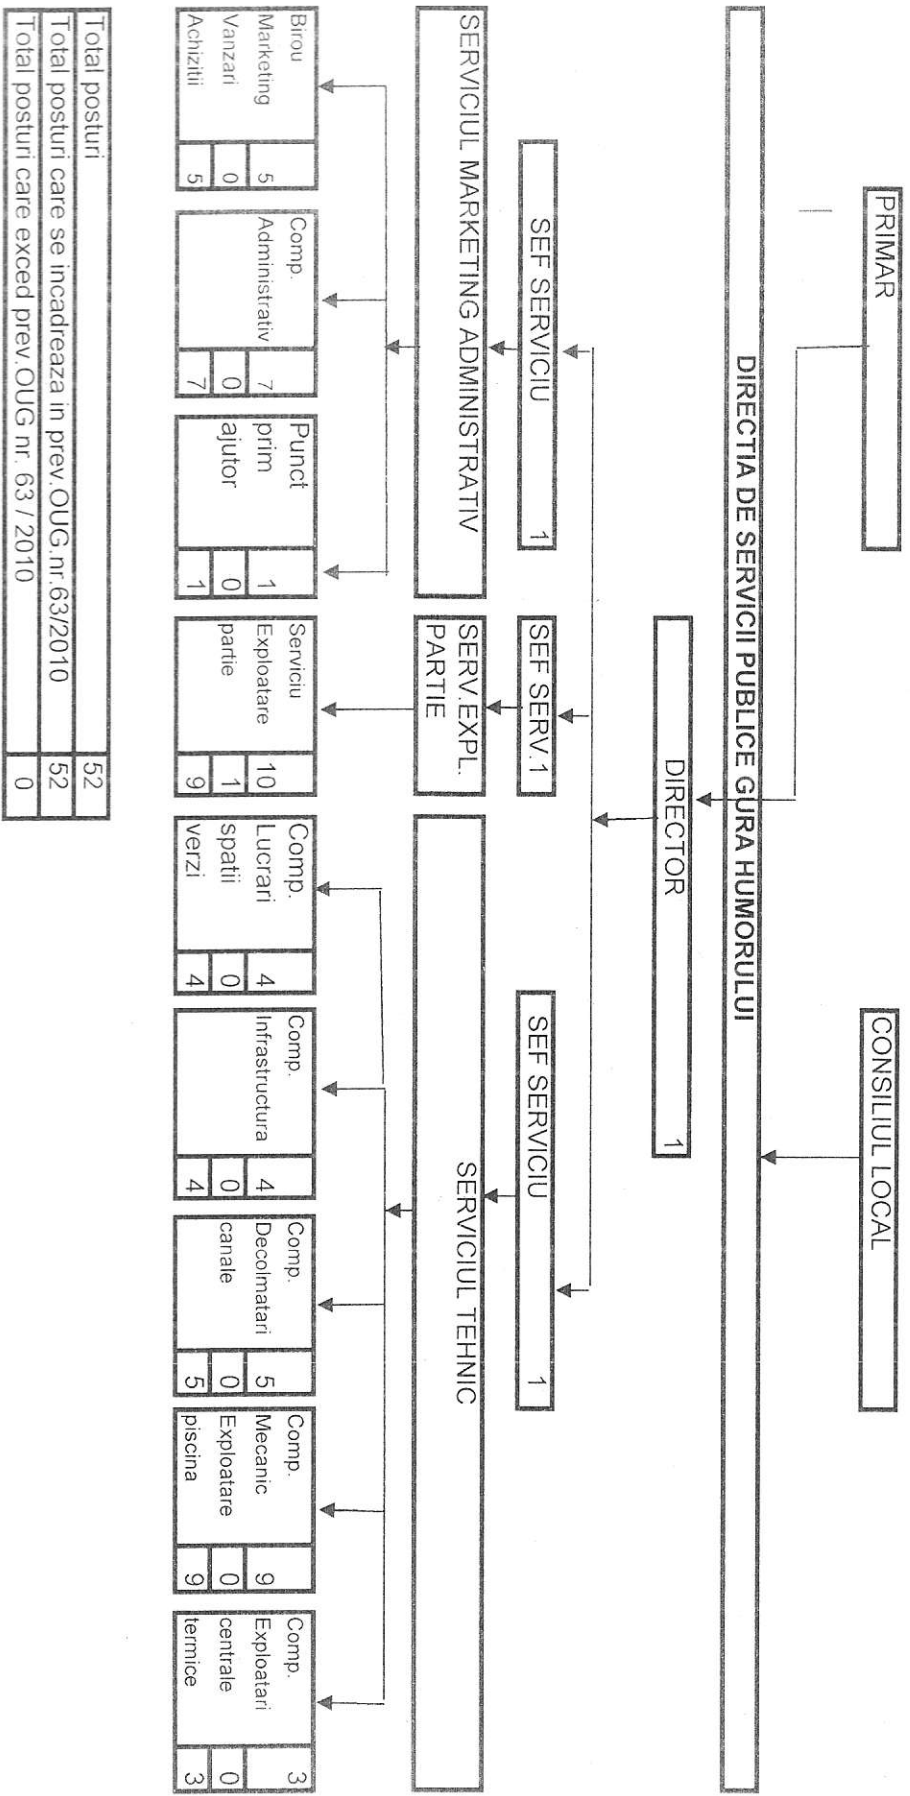 PRIMAR
CONSILIUL LOCAL
DIRECTIA DE SERVICII PUBLICE GURA HUMORULUI
DIRECTOR 1
SEF SERVICIU 1
SEF SERV.1
SEF SERVICIU 1
SERVICIUL MARKETING ADMINISTRATIV
SERV.EXPL.
PARTIE
SERVICIUL TEHNIC
Birou
Marketing 5
Vanzari 0
Achizitii 5
Comp.
Administrativ 7
0
7
Punct
prim 1
ajutor 0
1
Serviciu
Exploatare 10
partie 1
9
Comp.
Lucrari 4
spatii 0
verzi 4
Comp.
Infrastructura 4
0
4
Comp.
Decolmatari 5
canale 0
5
Comp.
Mecanic 9
Exploatare 0
piscina 9
Comp. 3
Exploatari
centrale 0
termice 3
Total posturi 52
Total posturi care se incadreaza in prev.OUG.nr.63/2010 52
Total posturi care exced prev.OUG nr. 63 / 2010 0